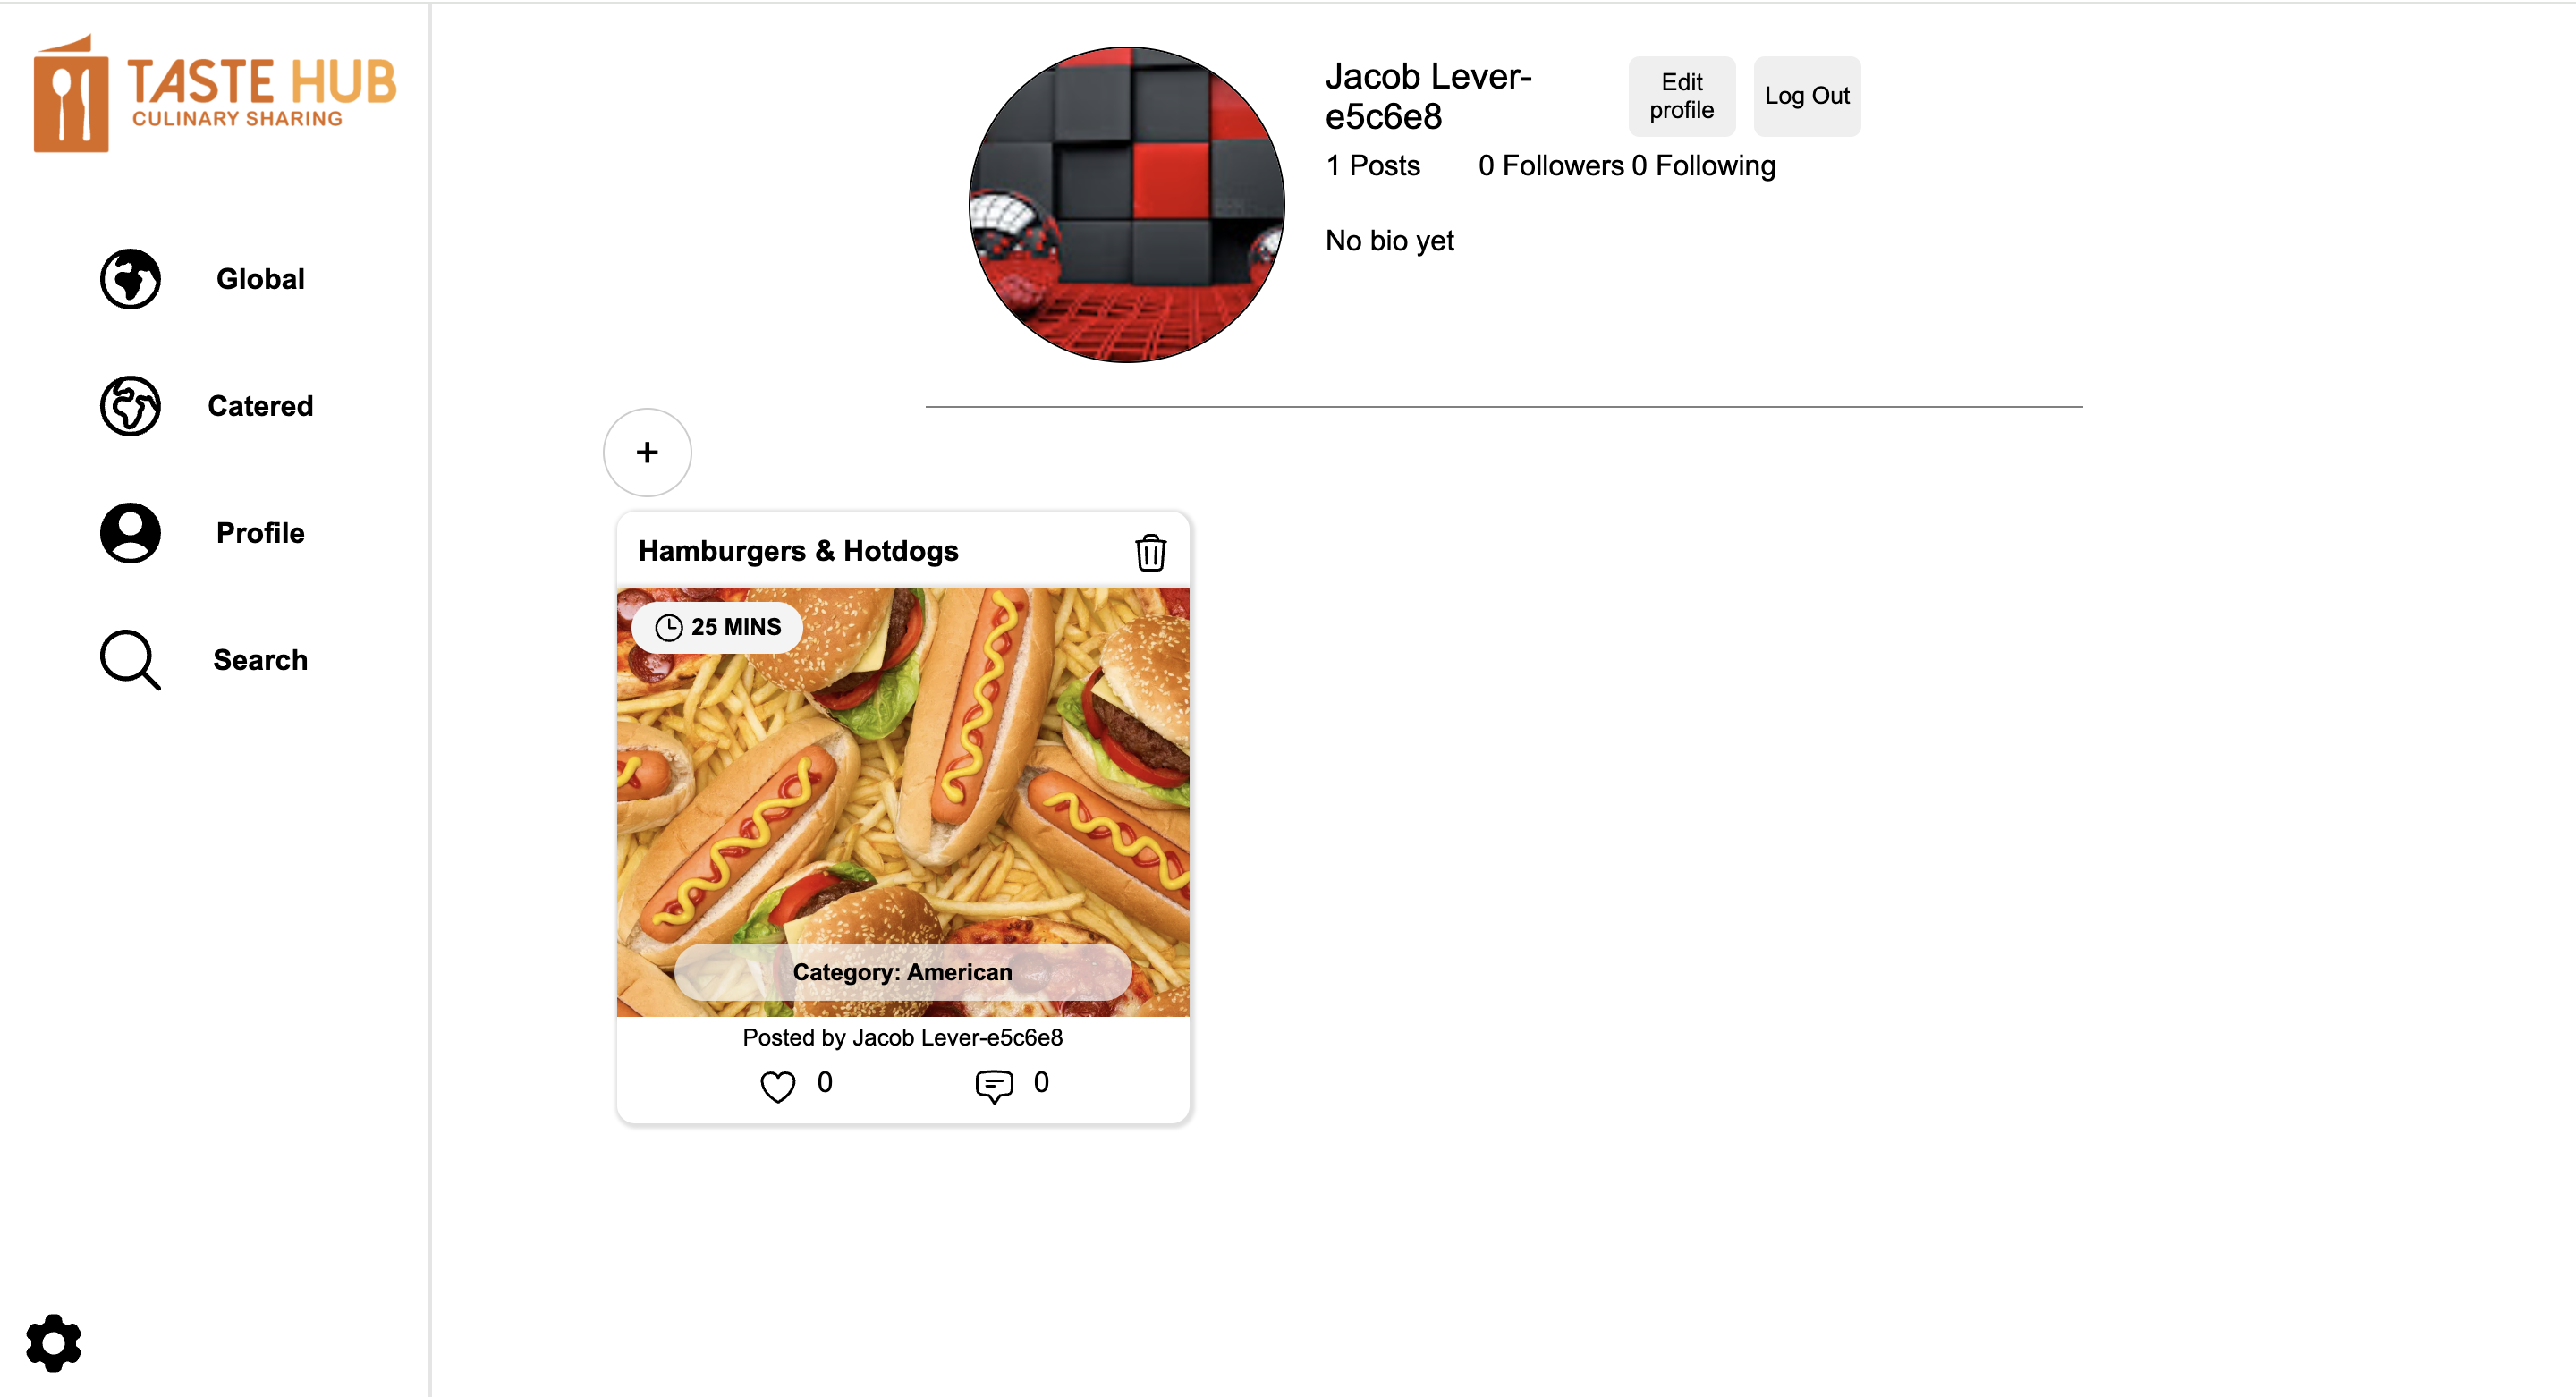 TASTE HUB
CULINARY SHARING
Global
Catered
Profile
Search
Jacob Lever-
e5c6e8
Edit
profile
Log Out
1 Posts 0 Followers 0 Following
No bio yet
+
Hamburgers & Hotdogs
25 MINS
Category: American
Posted by Jacob Lever-e5c6e8
0 0